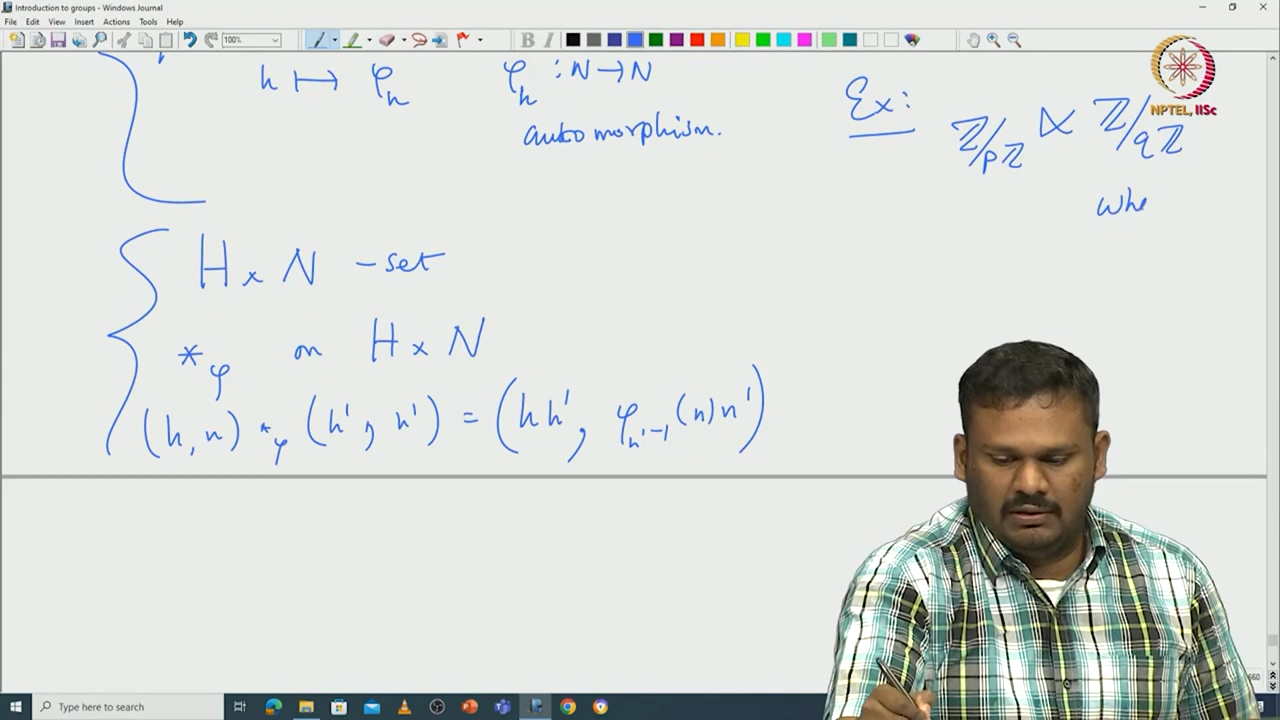 Introduction to groups - Windows Journal
File Edit View Insert Actions Tools Help
100%
B I
NPTEL, IISc
h ⟼ φ_h φ_h : N → N
automorphism.
Ex: ℤ/pℤ ⋉ ℤ/qℤ
whe
H × N - set
*_φ on H × N
(h, n) *_φ (h', n') = (hh', φ_{h'^{-1}}(n)n')
Type here to search